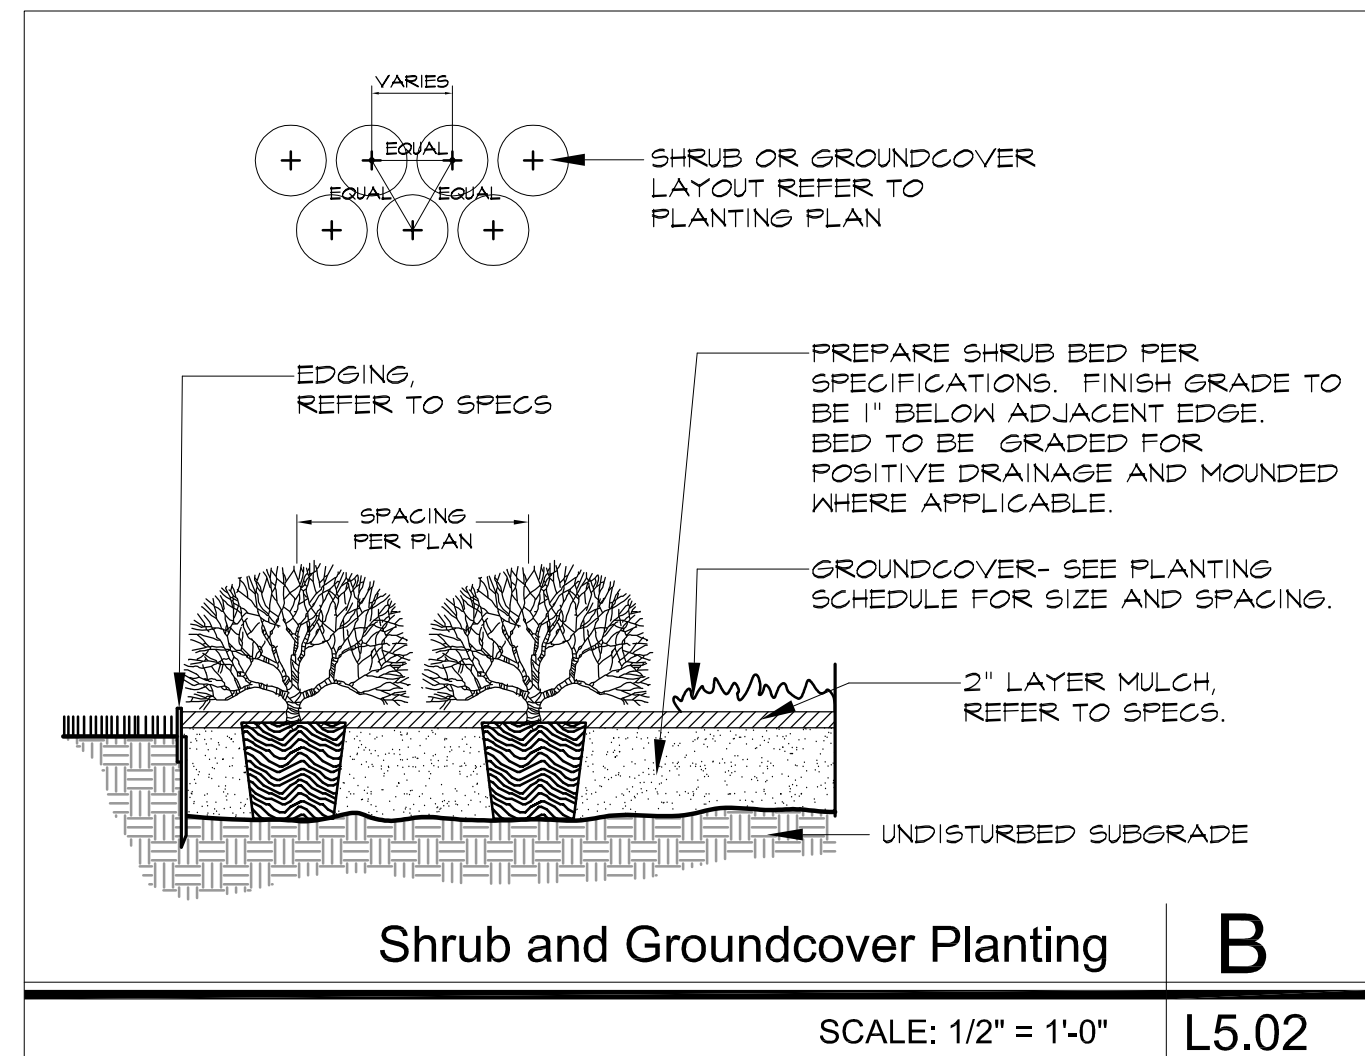 VARIES
EQUAL
EQUAL EQUAL
SHRUB OR GROUNDCOVER
LAYOUT REFER TO
PLANTING PLAN
EDGING,
REFER TO SPECS
PREPARE SHRUB BED PER
SPECIFICATIONS. FINISH GRADE TO
BE 1" BELOW ADJACENT EDGE.
BED TO BE GRADED FOR
POSITIVE DRAINAGE AND MOUNDED
WHERE APPLICABLE.
SPACING
PER PLAN
GROUNDCOVER- SEE PLANTING
SCHEDULE FOR SIZE AND SPACING.
2" LAYER MULCH,
REFER TO SPECS.
UNDISTURBED SUBGRADE
Shrub and Groundcover Planting
B
SCALE: 1/2" = 1'-0"
L5.02